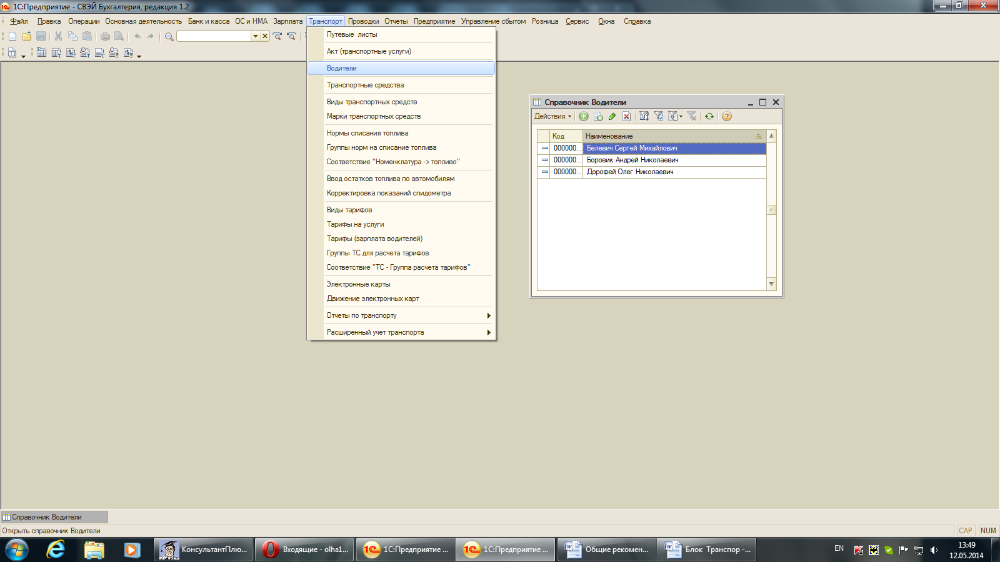 1С:Предприятие - СВЭЙ Бухгалтерия, редакция 1.2
Файл Правка Операции Основная деятельность Банк и касса ОС и НМА Зарплата Транспорт Проводки Отчеты Предприятие Управление сбытом Розница Сервис Окна Справка
Путевые листы
Акт (транспортные услуги)
Водители
Транспортные средства
Виды транспортных средств
Марки транспортных средств
Нормы списания топлива
Группы норм на списание топлива
Соответствие "Номенклатура -> топливо"
Ввод остатков топлива по автомобилям
Корректировка показаний спидометра
Виды тарифов
Тарифы на услуги
Тарифы (зарплата водителей)
Группы ТС для расчета тарифов
Соответствие "ТС - Группа расчета тарифов"
Электронные карты
Движение электронных карт
Отчеты по транспорту
Расширенный учет транспорта
Справочник Водители
Действия
Код Наименование
000000... Белевич Сергей Михайлович
000000... Боровик Андрей Николаевич
000000... Дорофей Олег Николаевич
Справочник Водители
Открыть справочник Водители
CAP NUM
КонсультантПлю... Входящие - olha1... 1С:Предприятие ... 1С:Предприятие ... Общие рекомен... Блок Транспор -...
EN
13:49
12.05.2014